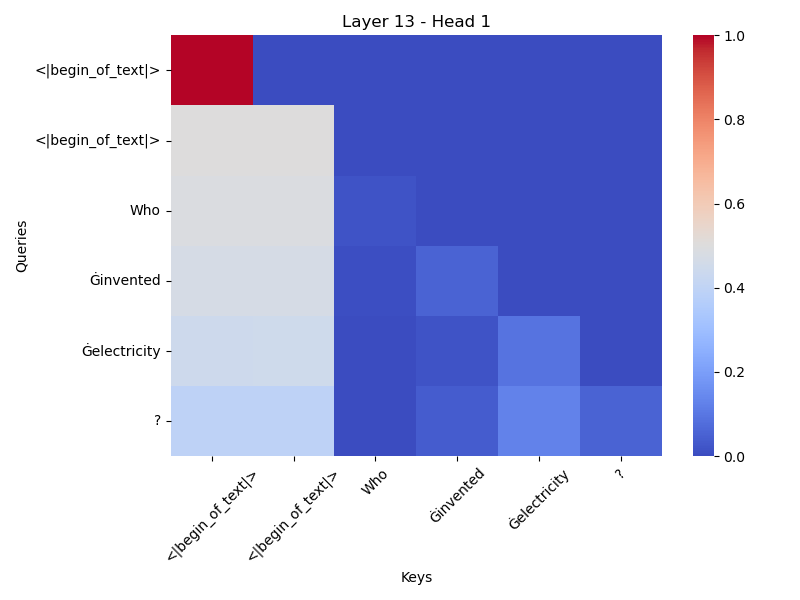 Layer 13 - Head 1
<|begin_of_text|>
<|begin_of_text|>
Who
Ġinvented
Ġelectricity
?
Queries
<|begin_of_text|>
<|begin_of_text|>
Who
Ġinvented
Ġelectricity
?
Keys
1.0
0.8
0.6
0.4
0.2
0.0